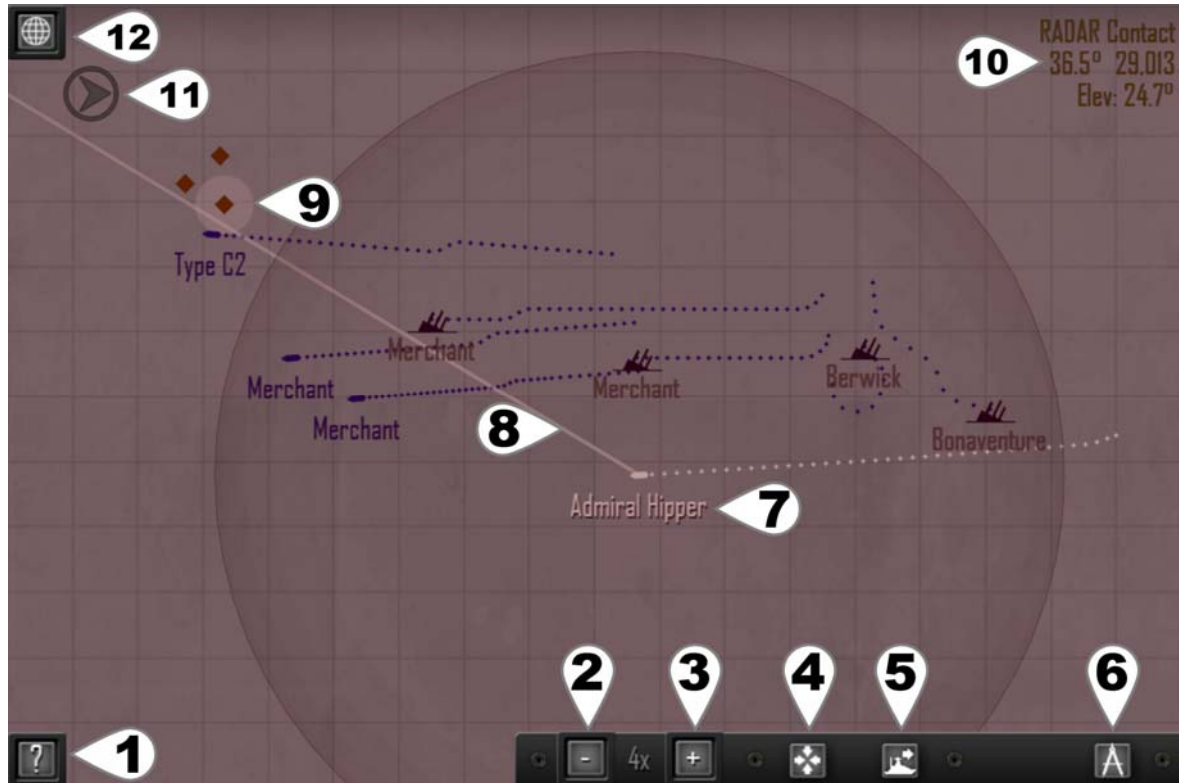 12
RADAR Contact
10
36.5° 29.013
Elev: 24.7°
11
9
Type C2
Merchant
Merchant
Merchant
Berwick
Merchant
8
Bonaventure
Admiral Hipper
7
2
3
4
5
6
1
?
-
4x
+